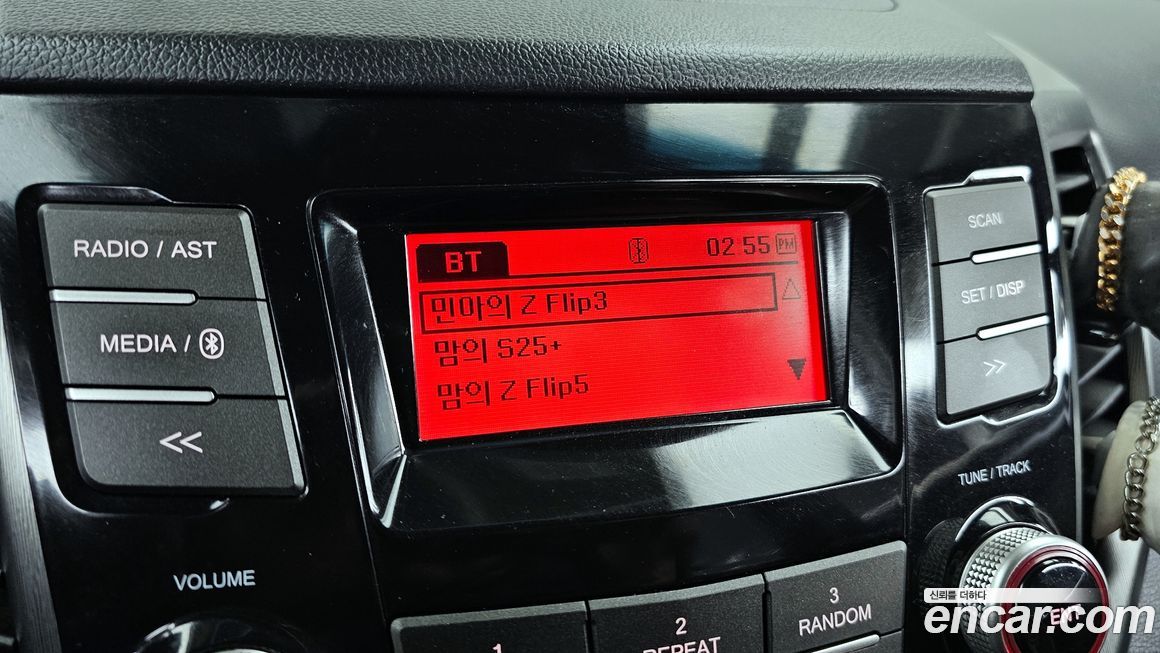 RADIO / AST
MEDIA /
<<
VOLUME
BT
02:55 PM
민아의 Z Flip3
맘의 S25+
맘의 Z Flip5
SCAN
SET / DISP
>>
TUNE / TRACK
1
2
REPEAT
3
RANDOM
ENT
신뢰를 더하다
encar.com